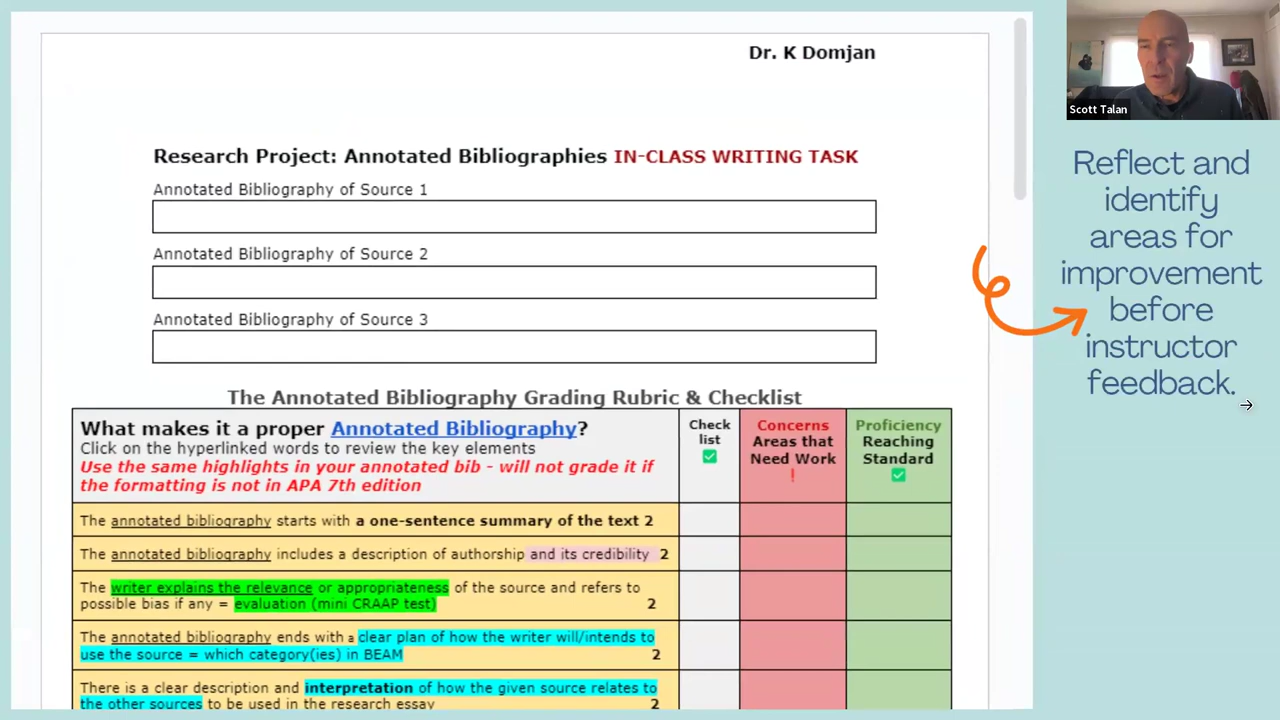 Dr. K Domjan
Scott Talan
Research Project: Annotated Bibliographies IN-CLASS WRITING TASK
Annotated Bibliography of Source 1
Annotated Bibliography of Source 2
Annotated Bibliography of Source 3
The Annotated Bibliography Grading Rubric & Checklist
What makes it a proper Annotated Bibliography?
Click on the hyperlinked words to review the key elements
Use the same highlights in your annotated bib - will not grade it if
the formatting is not in APA 7th edition
Check
list
✅
Concerns
Areas that
Need Work
❗
Proficiency
Reaching
Standard
✅
The annotated bibliography starts with a one-sentence summary of the text 2
The annotated bibliography includes a description of authorship and its credibility 2
The writer explains the relevance or appropriateness of the source and refers to
possible bias if any = evaluation (mini CRAAP test) 2
The annotated bibliography ends with a clear plan of how the writer will/intends to
use the source = which category(ies) in BEAM 2
There is a clear description and interpretation of how the given source relates to
the other sources to be used in the research essay 2
Reflect and
identify
areas for
improvement
before
instructor
feedback.